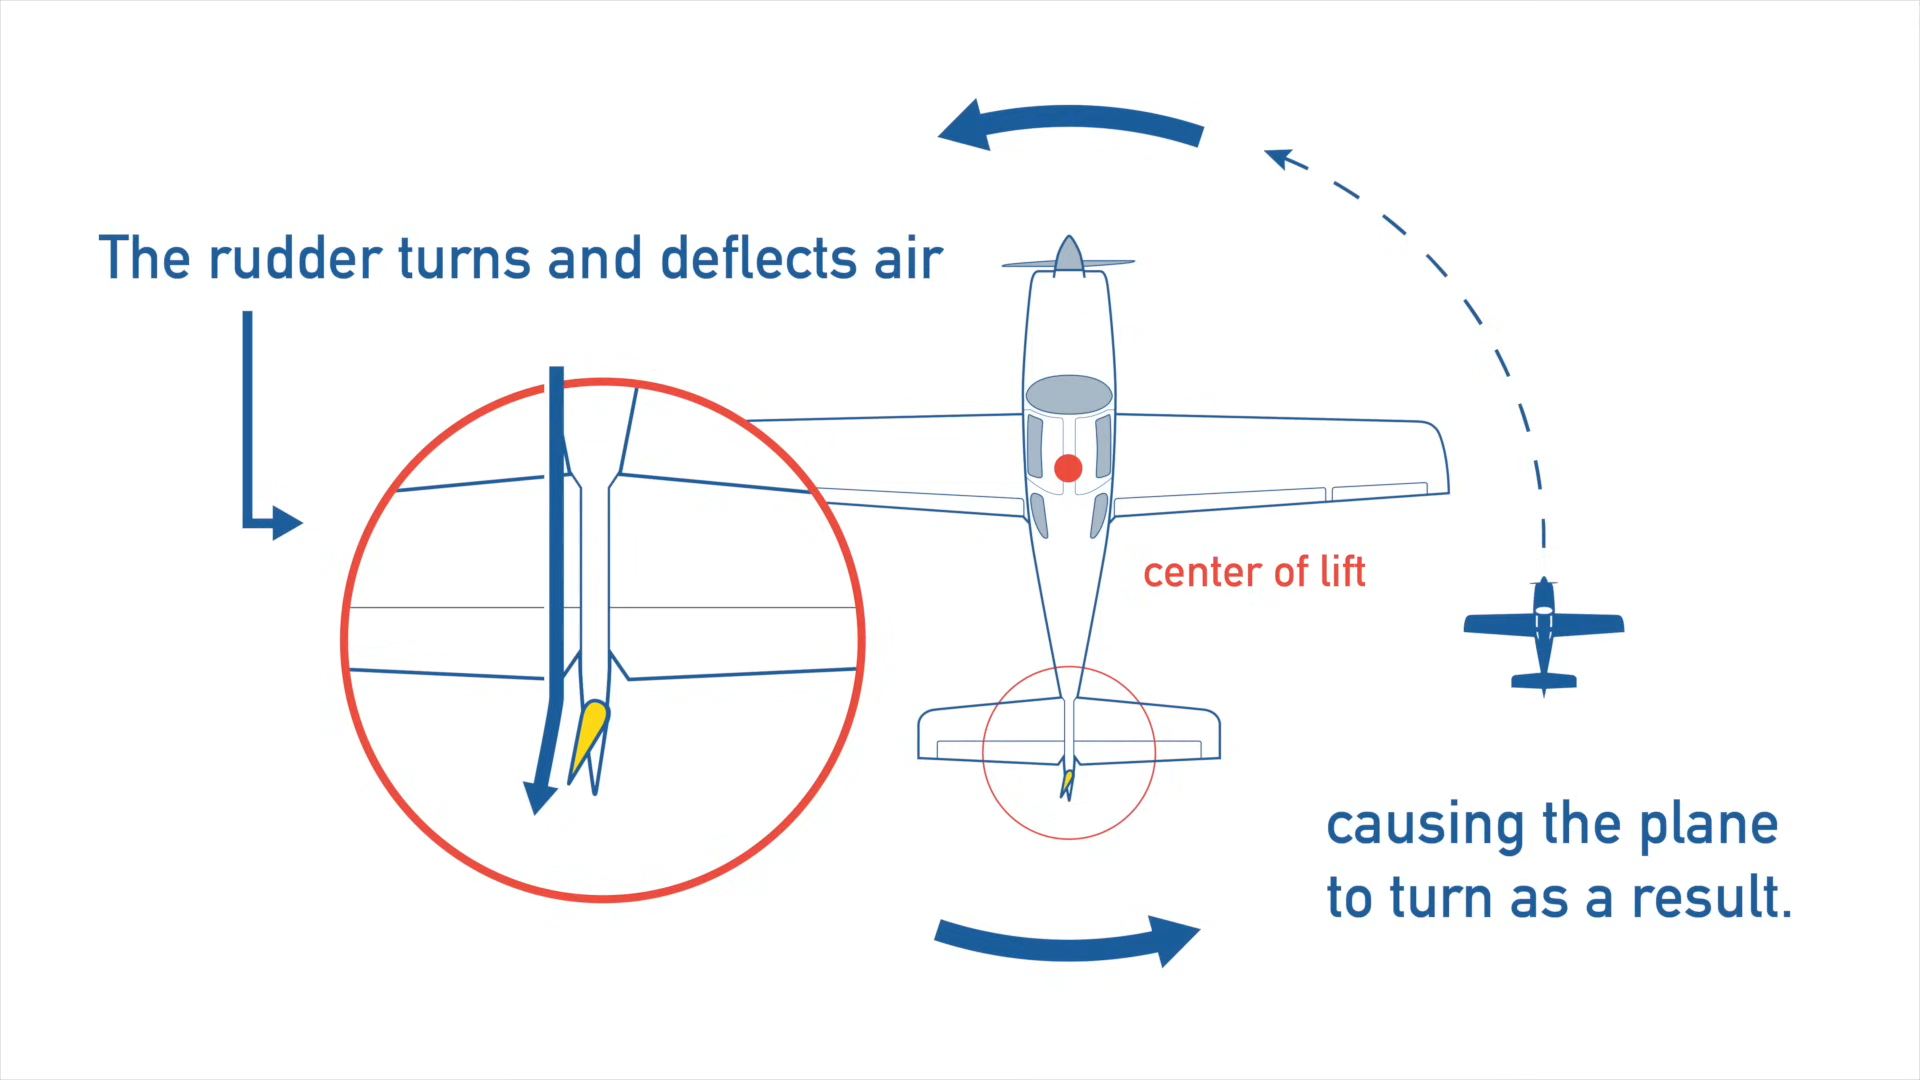 The rudder turns and deflects air
center of lift
causing the plane
to turn as a result.